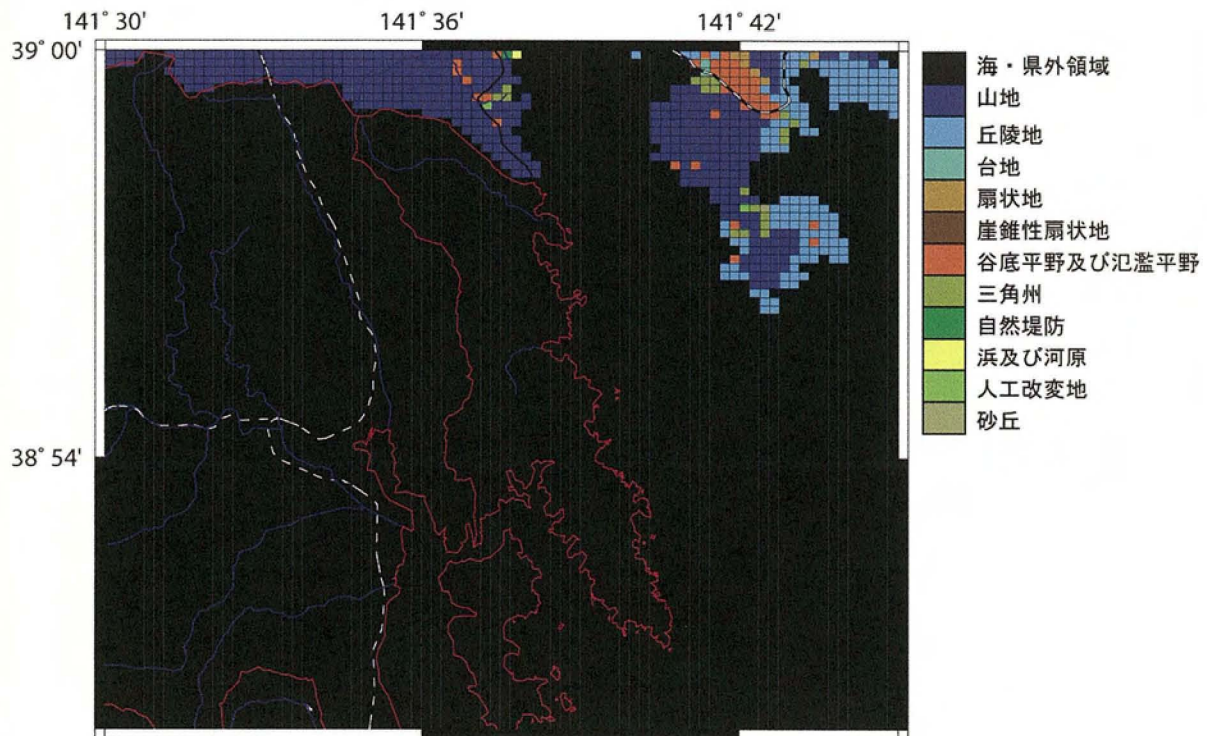 141° 30'
141° 36'
141° 42'
39° 00'
38° 54'
海・県外領域
山地
丘陵地
台地
扇状地
崖錐性扇状地
谷底平野及び氾濫平野
三角州
自然堤防
浜及び河原
人工改変地
砂丘